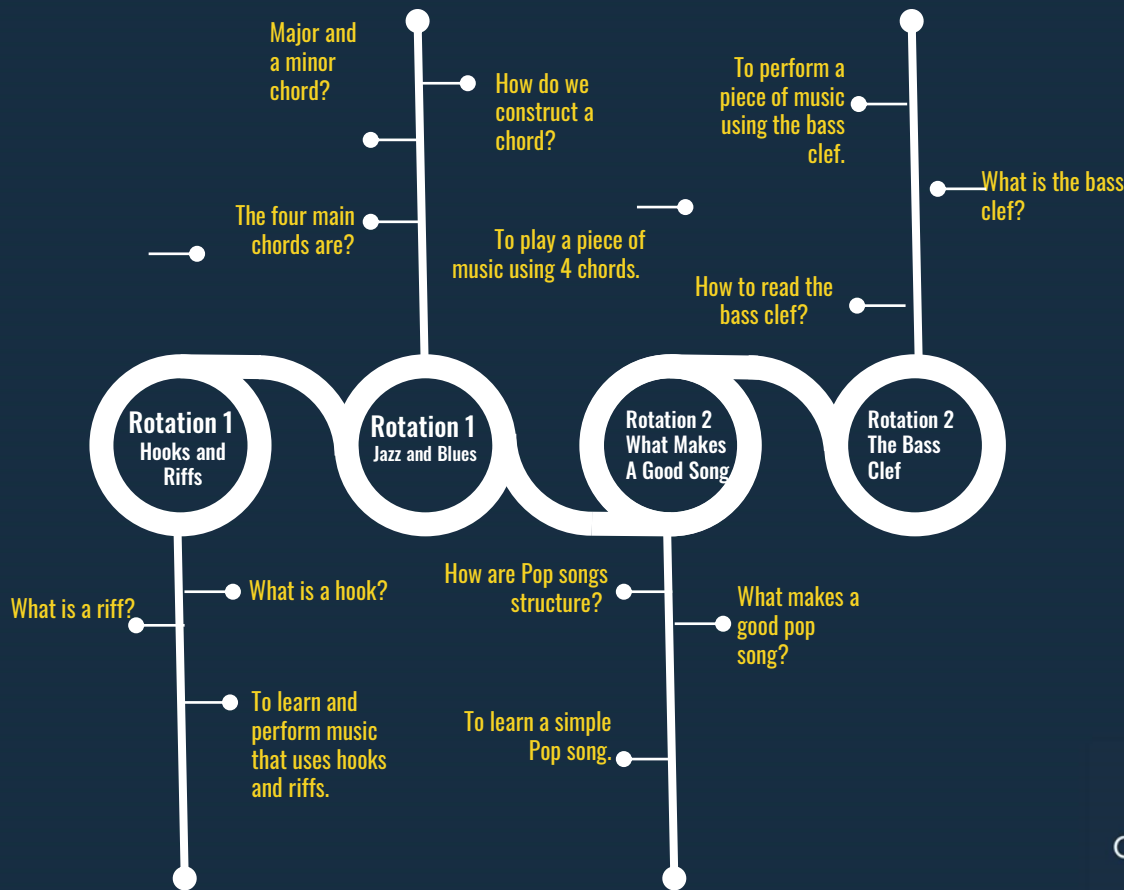 Major and
a minor
chord?
How do we
construct a
chord?
The four main
chords are?
To play a piece of
music using 4 chords.
To perform a
piece of music
using the bass
clef.
What is the bass
clef?
How to read the
bass clef?
Rotation 1
Hooks and
Riffs
Rotation 1
Jazz and Blues
Rotation 2
What Makes
A Good Song
Rotation 2
The Bass
Clef
What is a riff?
What is a hook?
To learn and
perform music
that uses hooks
and riffs.
How are Pop songs
structure?
What makes a
good pop
song?
To learn a simple
Pop song.